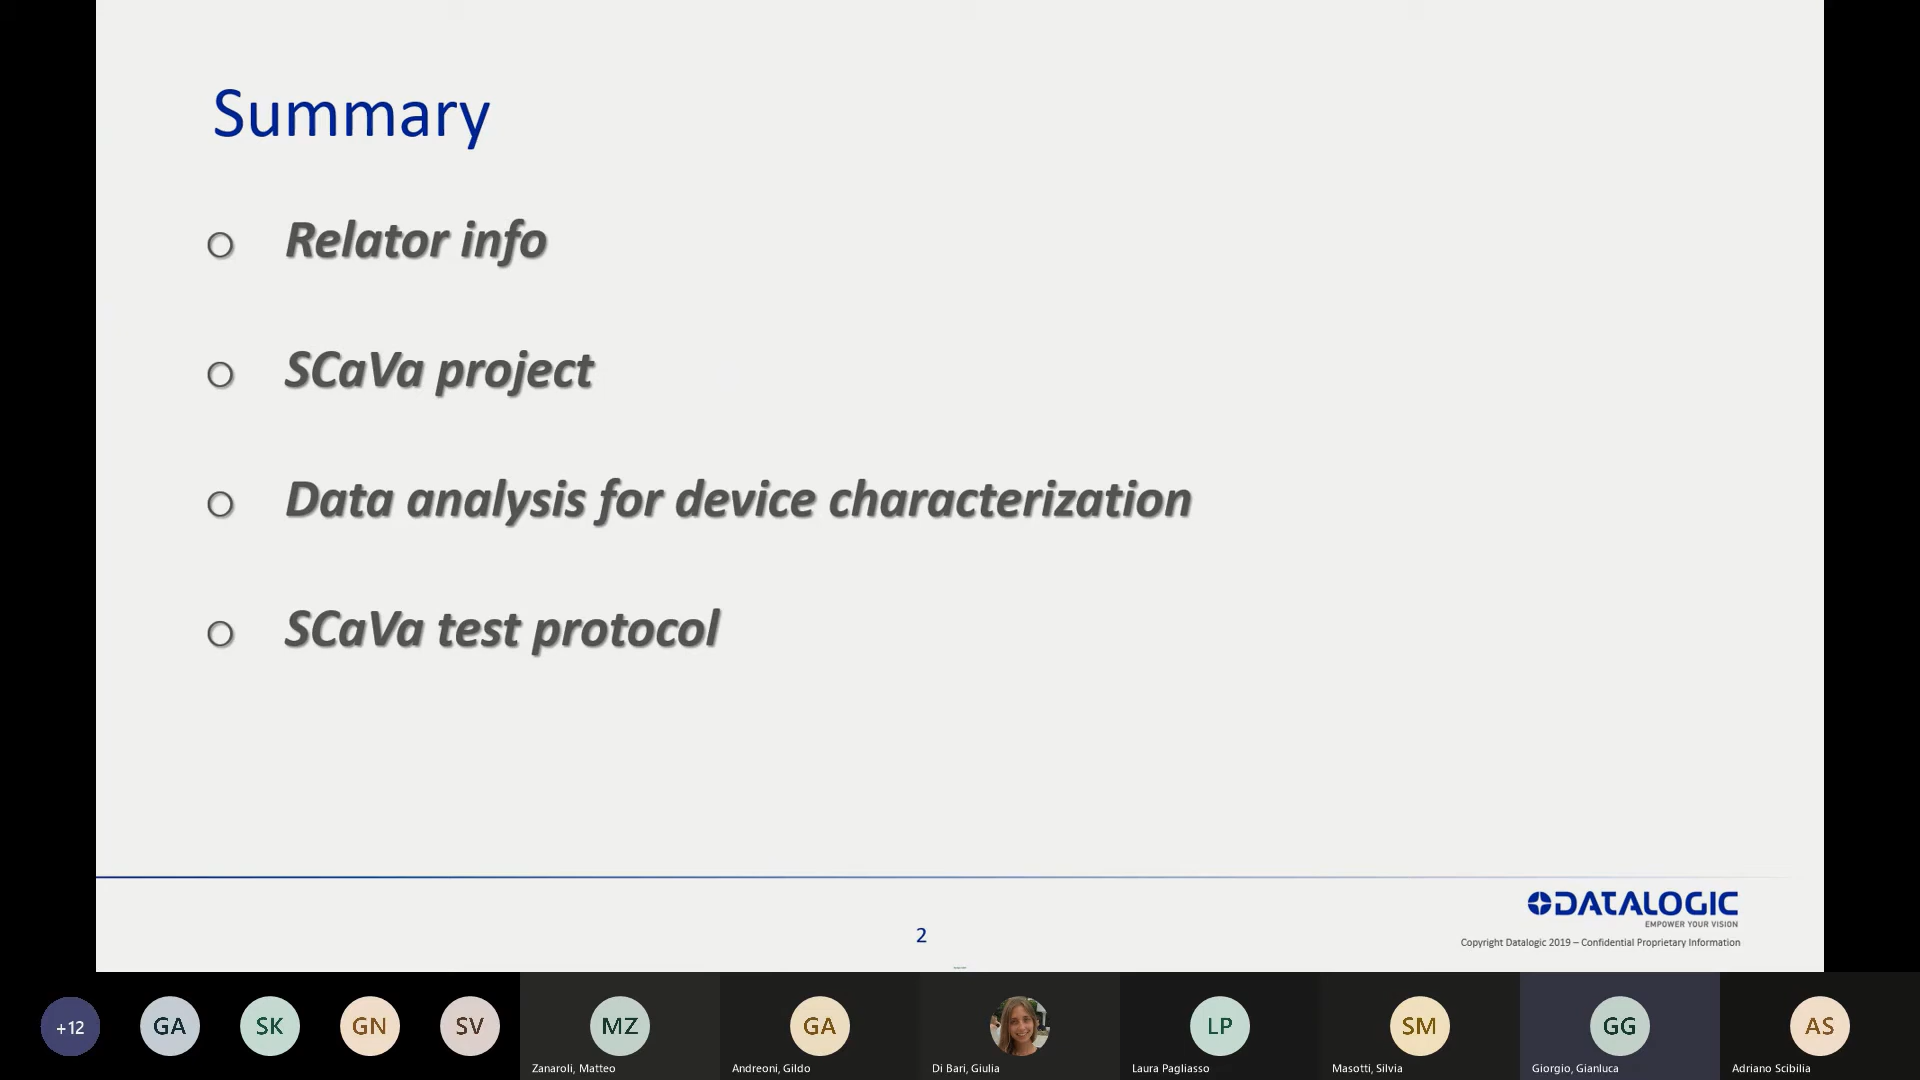 Summary
Relator info
SCaVa project
Data analysis for device characterization
SCaVa test protocol
DATALOGIC
EMPOWER YOUR VISION
2
Copyright Datalogic 2019 – Confidential Proprietary Information
+12
GA
SK
GN
SV
MZ
GA
LP
SM
GG
AS
Zanaroli, Matteo
Andreoni, Gildo
Di Bari, Giulia
Laura Pagliasso
Masotti, Silvia
Giorgio, Gianluca
Adriano Scibilia